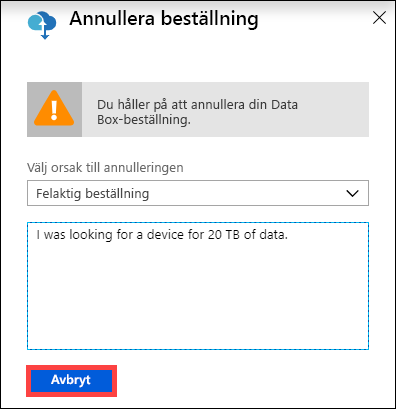 Annullera beställning
Du håller på att annullera din Data
Box-beställning.
Välj orsak till annulleringen
Felaktig beställning
I was looking for a device for 20 TB of data.
Avbryt